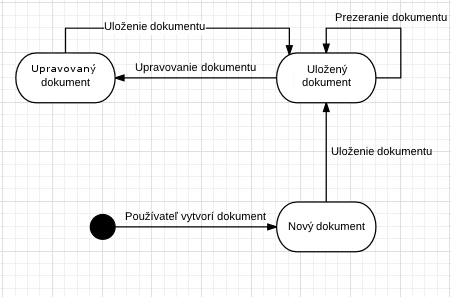 Prezeranie dokumentu
Uloženie dokumentu
Upravovaný
dokument
Upravovanie dokumentu
Uložený
dokument
Uloženie dokumentu
Používateľ vytvorí dokument
Nový dokument